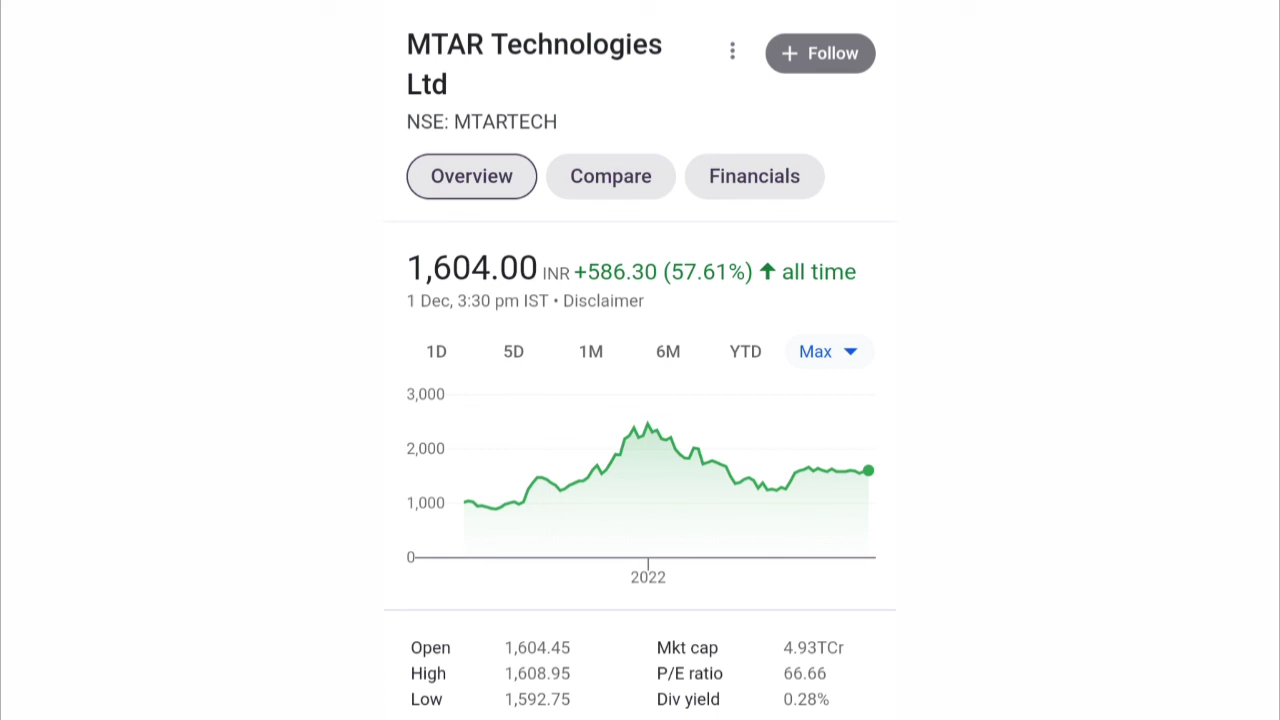 MTAR Technologies
Ltd
+ Follow
NSE: MTARTECH
Overview Compare Financials
1,604.00 INR +586.30 (57.61%) ↑ all time
1 Dec, 3:30 pm IST • Disclaimer
1D 5D 1M 6M YTD Max
3,000
2,000
1,000
0
2022
Open 1,604.45 Mkt cap 4.93TCr
High 1,608.95 P/E ratio 66.66
Low 1,592.75 Div yield 0.28%